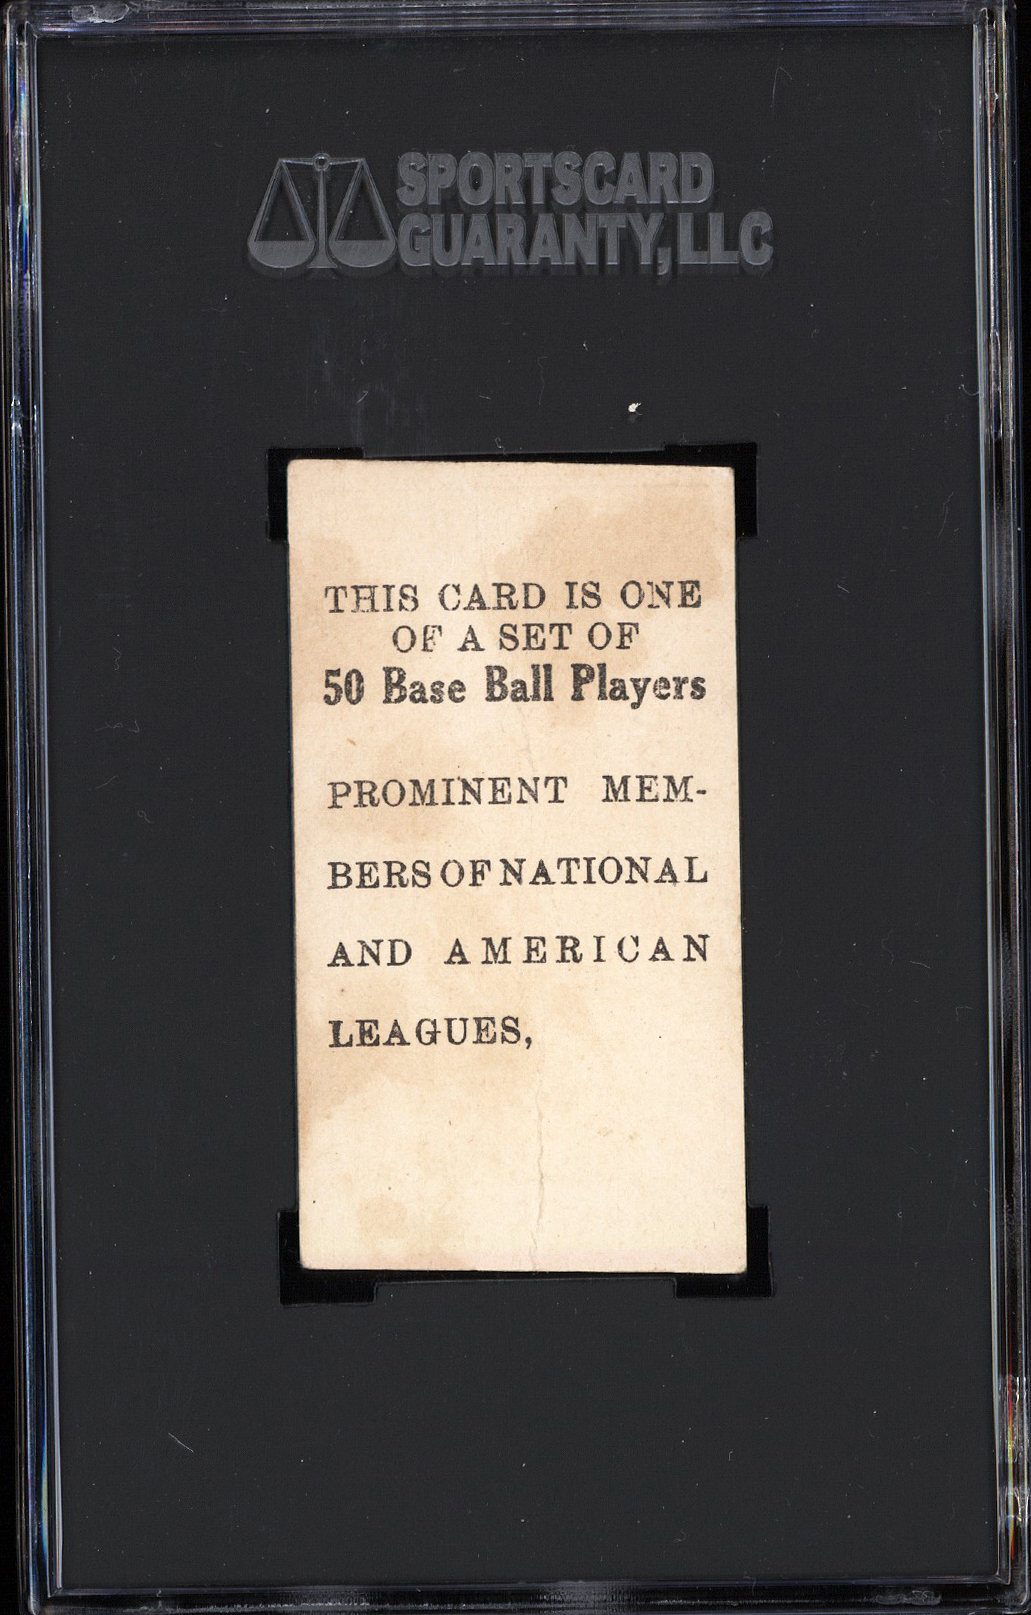 SPORTSCARD
GUARANTY, LLC
THIS CARD IS ONE
OF A SET OF
50 Base Ball Players
PROMINENT MEM-
BERS OF NATIONAL
AND AMERICAN
LEAGUES,